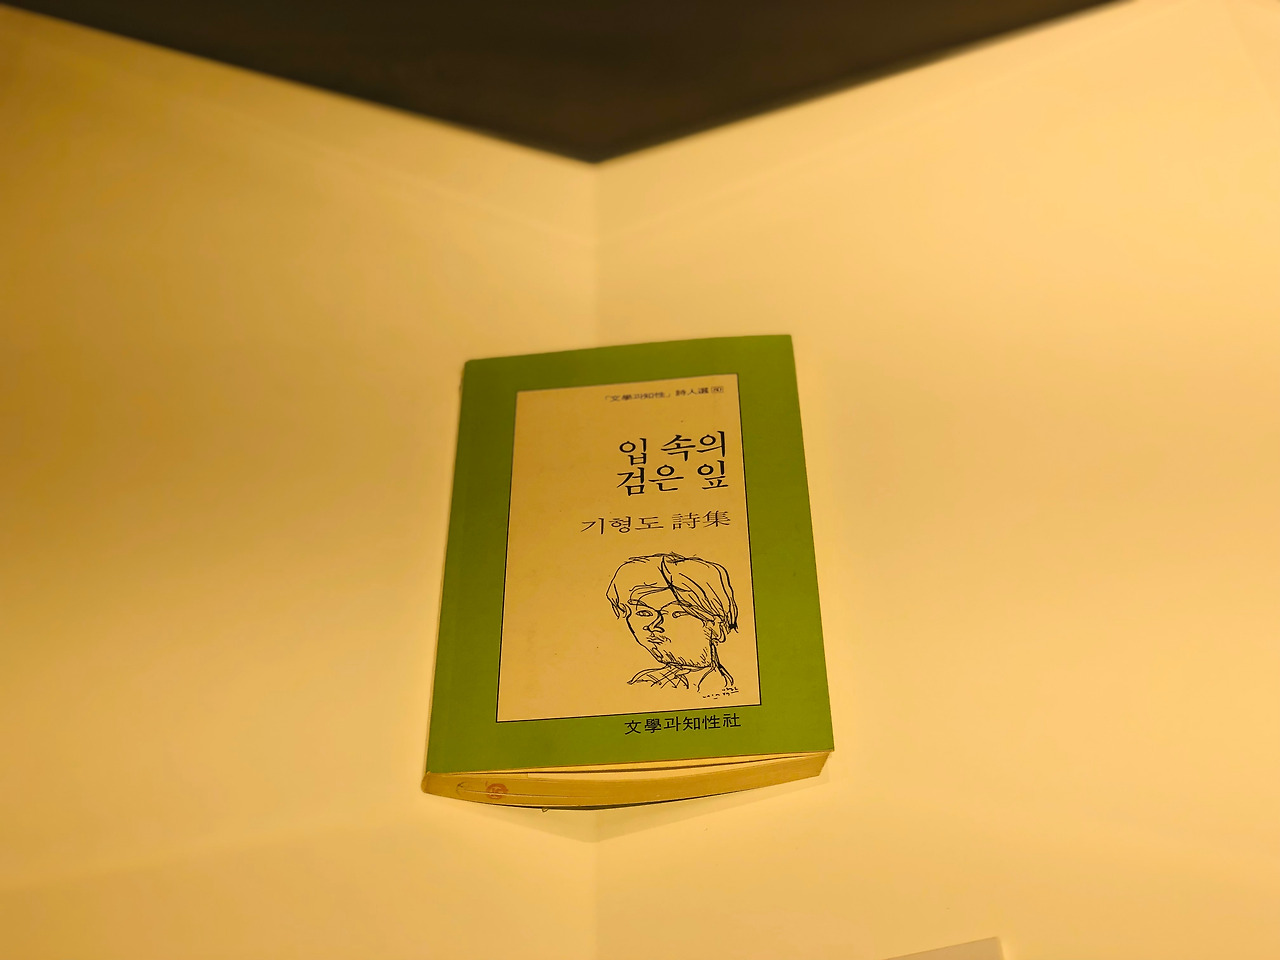 「文學과知性」詩人選 80
입 속의
검은 잎
기형도 詩集
文學과知性社